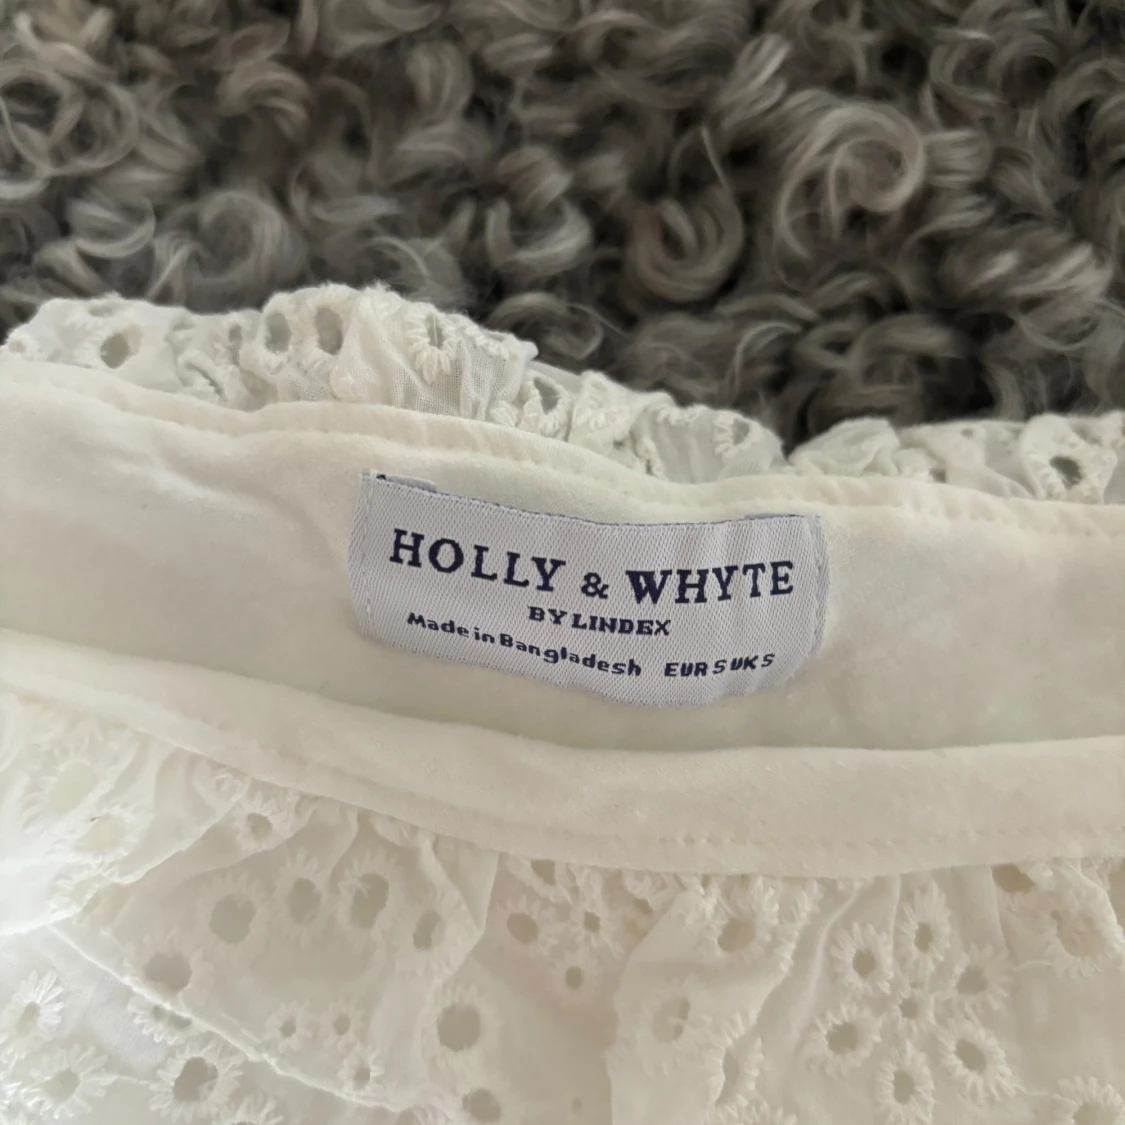 HOLLY & WHYTE
BY LINDEX
Made in Bangladesh EUR S UK S